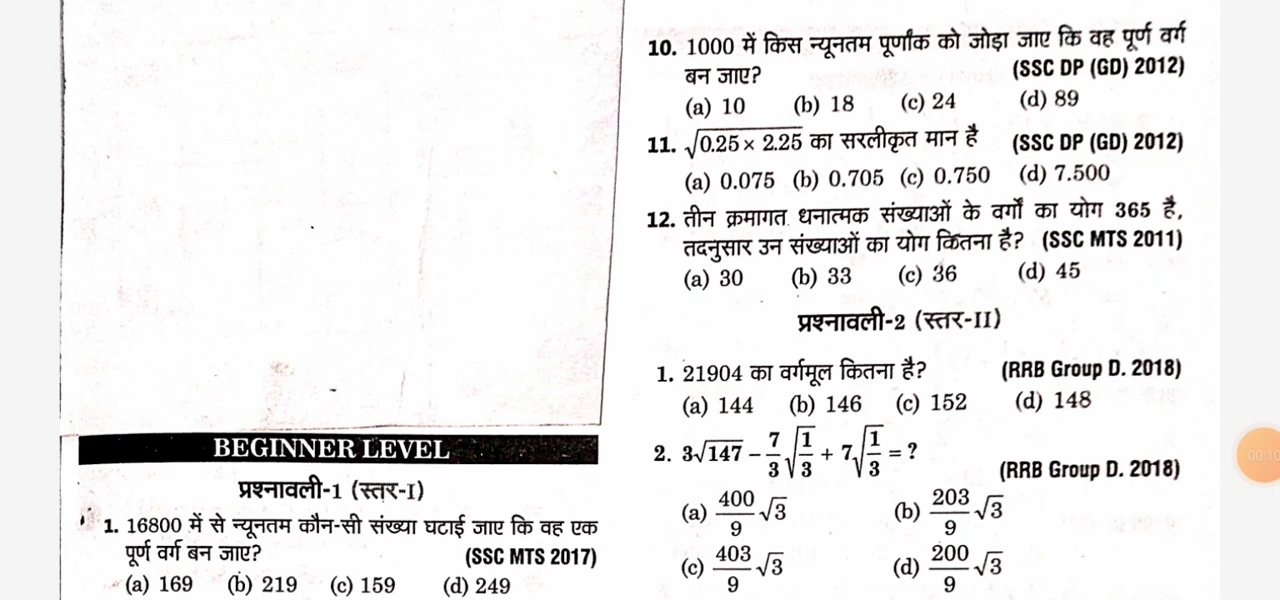 BEGINNER LEVEL
प्रश्नावली-1 (स्तर-I)
1. 16800 में से न्यूनतम कौन-सी संख्या घटाई जाए कि वह एक
पूर्ण वर्ग बन जाए? (SSC MTS 2017)
(a) 169 (b) 219 (c) 159 (d) 249
10. 1000 में किस न्यूनतम पूर्णांक को जोड़ा जाए कि वह पूर्ण वर्ग
बन जाए? (SSC DP (GD) 2012)
(a) 10 (b) 18 (c) 24 (d) 89
11. √0.25 × 2.25 का सरलीकृत मान है (SSC DP (GD) 2012)
(a) 0.075 (b) 0.705 (c) 0.750 (d) 7.500
12. तीन क्रमागत धनात्मक संख्याओं के वर्गों का योग 365 है,
तदनुसार उन संख्याओं का योग कितना है? (SSC MTS 2011)
(a) 30 (b) 33 (c) 36 (d) 45
प्रश्नावली-2 (स्तर-II)
1. 21904 का वर्गमूल कितना है? (RRB Group D. 2018)
(a) 144 (b) 146 (c) 152 (d) 148
2. 3√147 − 7/3 √1/3 + 7√1/3 = ?
(RRB Group D. 2018)
(a) 400/9 √3 (b) 203/9 √3
(c) 403/9 √3 (d) 200/9 √3
00:10